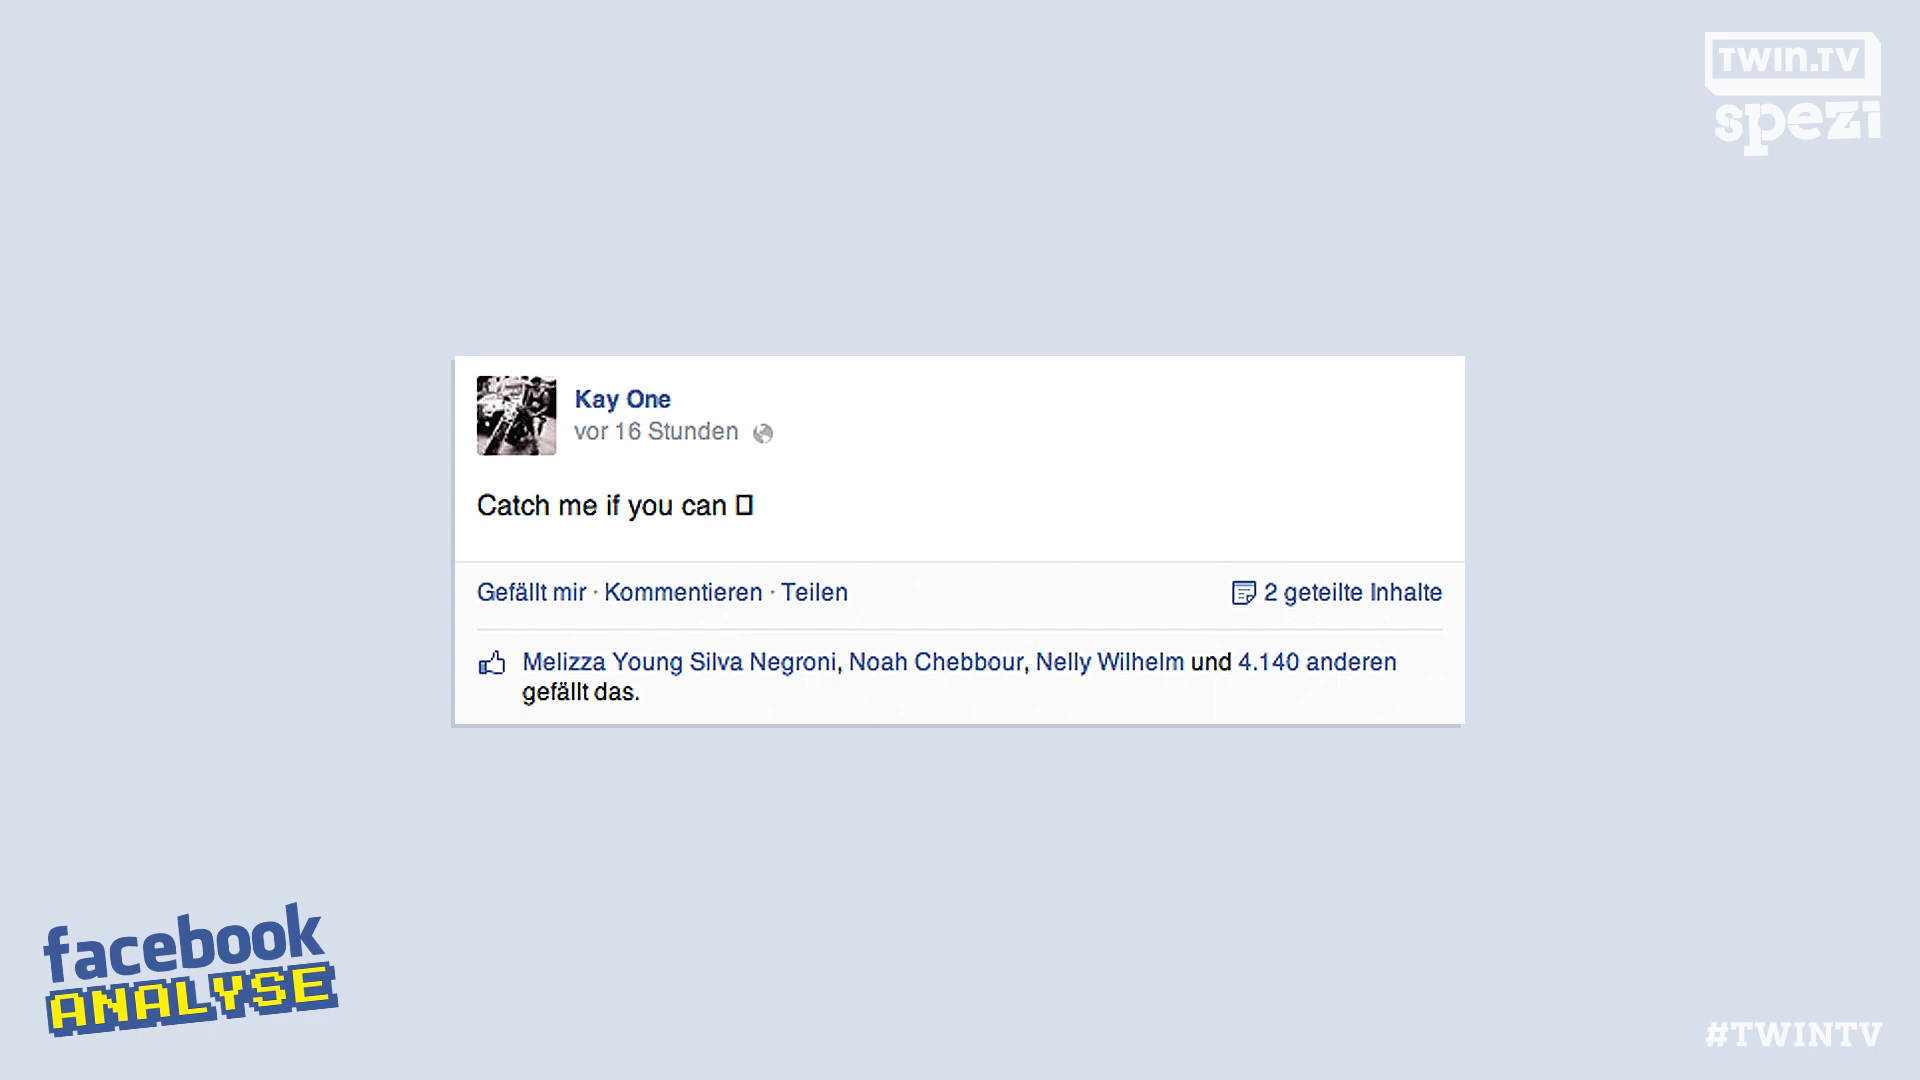 TWIN.TV
spezi
Kay One
vor 16 Stunden
Catch me if you can
Gefällt mir · Kommentieren · Teilen
2 geteilte Inhalte
Melizza Young Silva Negroni, Noah Chebbour, Nelly Wilhelm und 4.140 anderen
gefällt das.
facebook
ANALYSE
#TWINTV